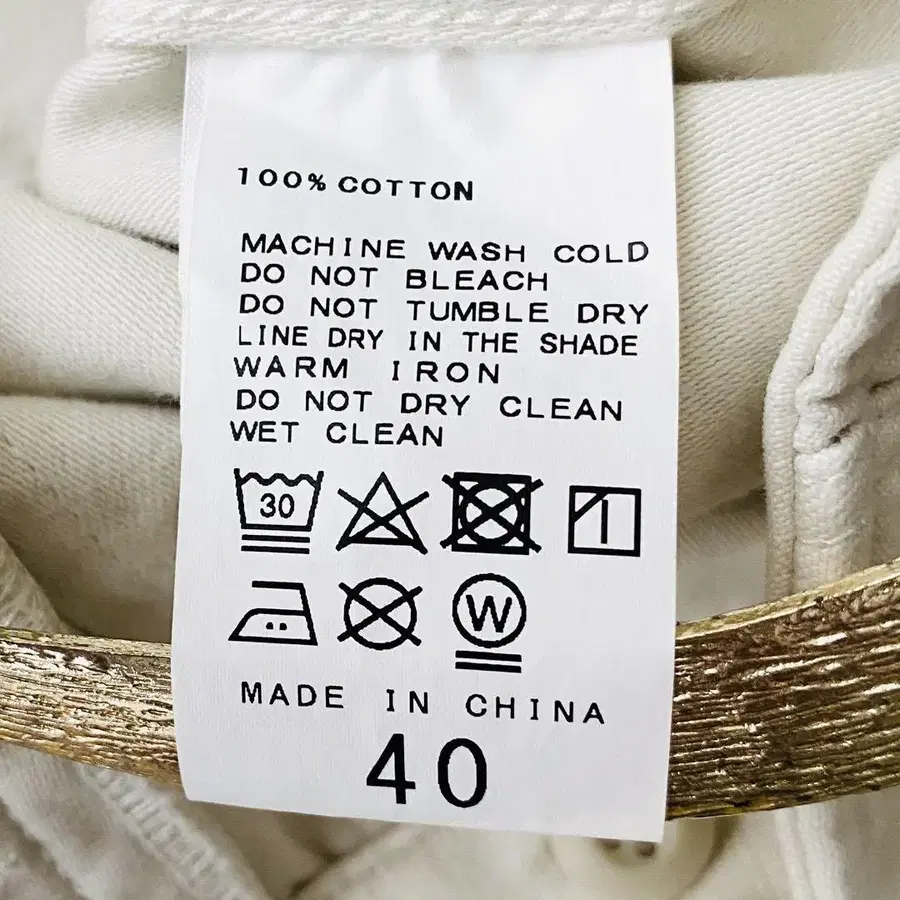 100% COTTON
MACHINE WASH COLD
DO NOT BLEACH
DO NOT TUMBLE DRY
LINE DRY IN THE SHADE
WARM IRON
DO NOT DRY CLEAN
WET CLEAN
30
W
MADE IN CHINA
40